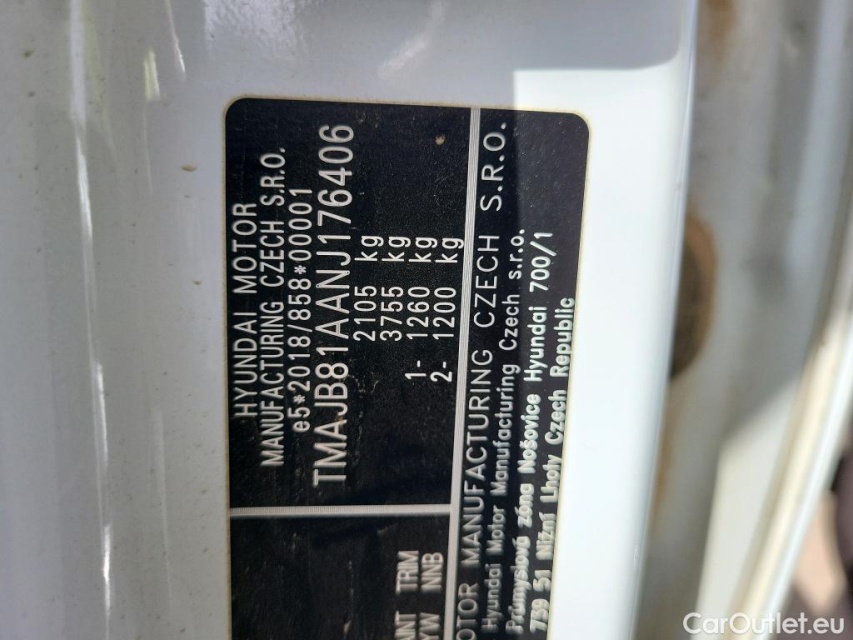 HYUNDAI MOTOR
MANUFACTURING CZECH S.R.O.
e5*2018/858*00001
TMAJB81AANJ176406
2105 kg
3755 kg
1- 1260 kg
2- 1200 kg
NT TRIM
YW NNB
OTOR MANUFACTURING CZECH S.R.O.
Hyundai Motor Manufacturing Czech s.r.o.
Průmyslová zóna Nošovice Hyundai 700/1
739 51 Nižní Lhoty Czech Republic
CarOutlet.eu